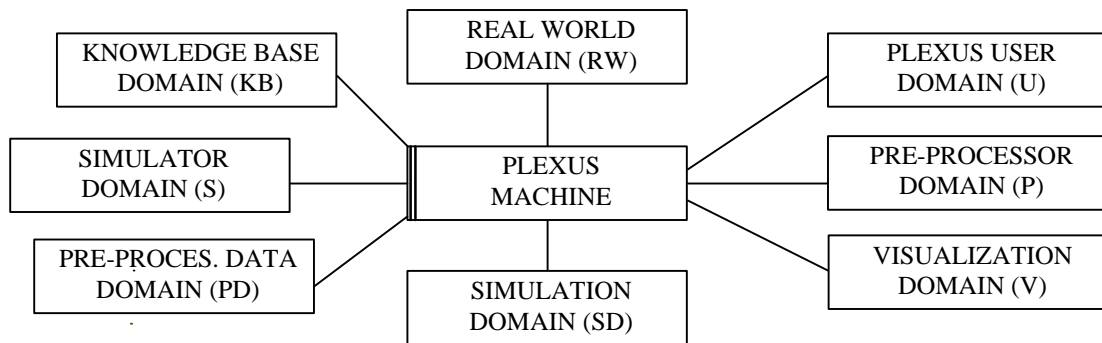 KNOWLEDGE BASE
DOMAIN (KB)
REAL WORLD
DOMAIN (RW)
PLEXUS USER
DOMAIN (U)
SIMULATOR
DOMAIN (S)
PLEXUS
MACHINE
PRE-PROCESSOR
DOMAIN (P)
PRE-PROCES. DATA
DOMAIN (PD)
SIMULATION
DOMAIN (SD)
VISUALIZATION
DOMAIN (V)